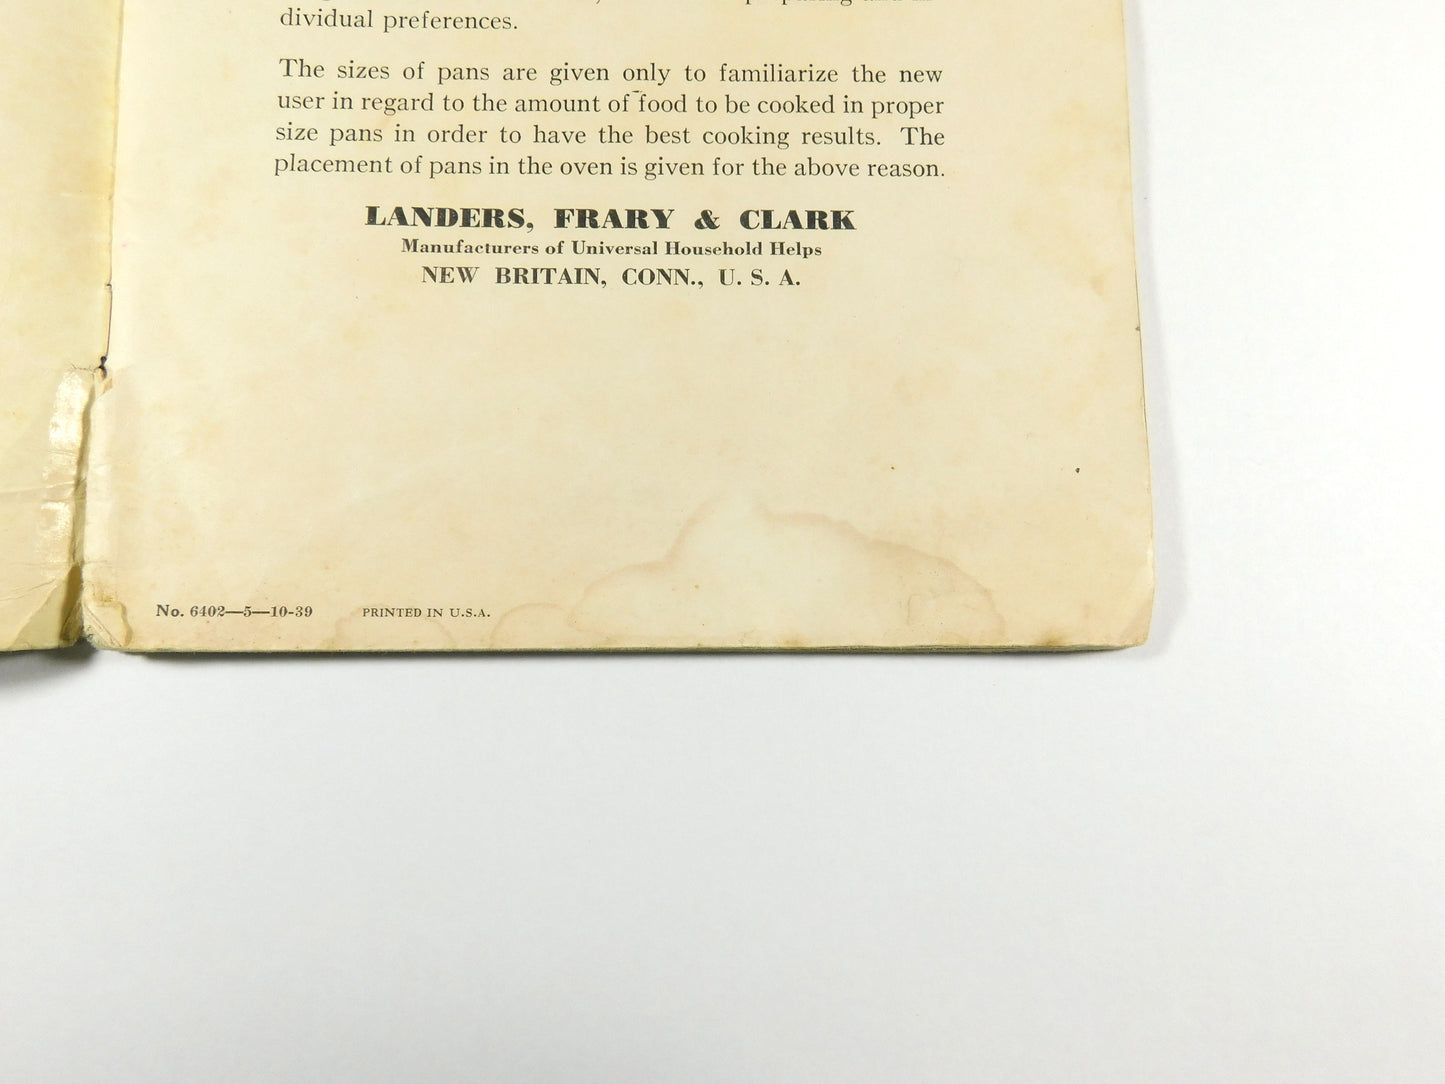 preparing and in-
dividual preferences.
The sizes of pans are given only to familiarize the new
user in regard to the amount of food to be cooked in proper
size pans in order to have the best cooking results. The
placement of pans in the oven is given for the above reason.
LANDERS, FRARY & CLARK
Manufacturers of Universal Household Helps
NEW BRITAIN, CONN., U. S. A.
No. 6402—5—10-39 PRINTED IN U.S.A.